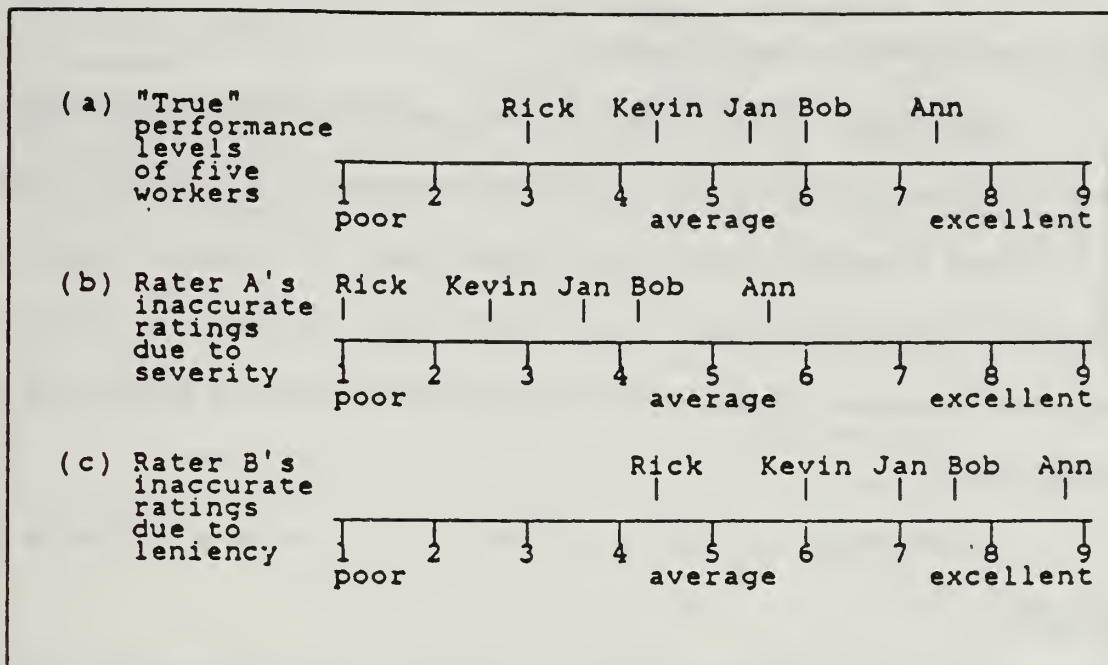 (a) "True"
performance
levels
of five
workers
Rick Kevin Jan Bob Ann
1 2 3 4 5 6 7 8 9
poor average excellent
(b) Rater A's
inaccurate
ratings
due to
severity
Rick Kevin Jan Bob Ann
1 2 3 4 5 6 7 8 9
poor average excellent
(c) Rater B's
inaccurate
ratings
due to
leniency
Rick Kevin Jan Bob Ann
1 2 3 4 5 6 7 8 9
poor average excellent